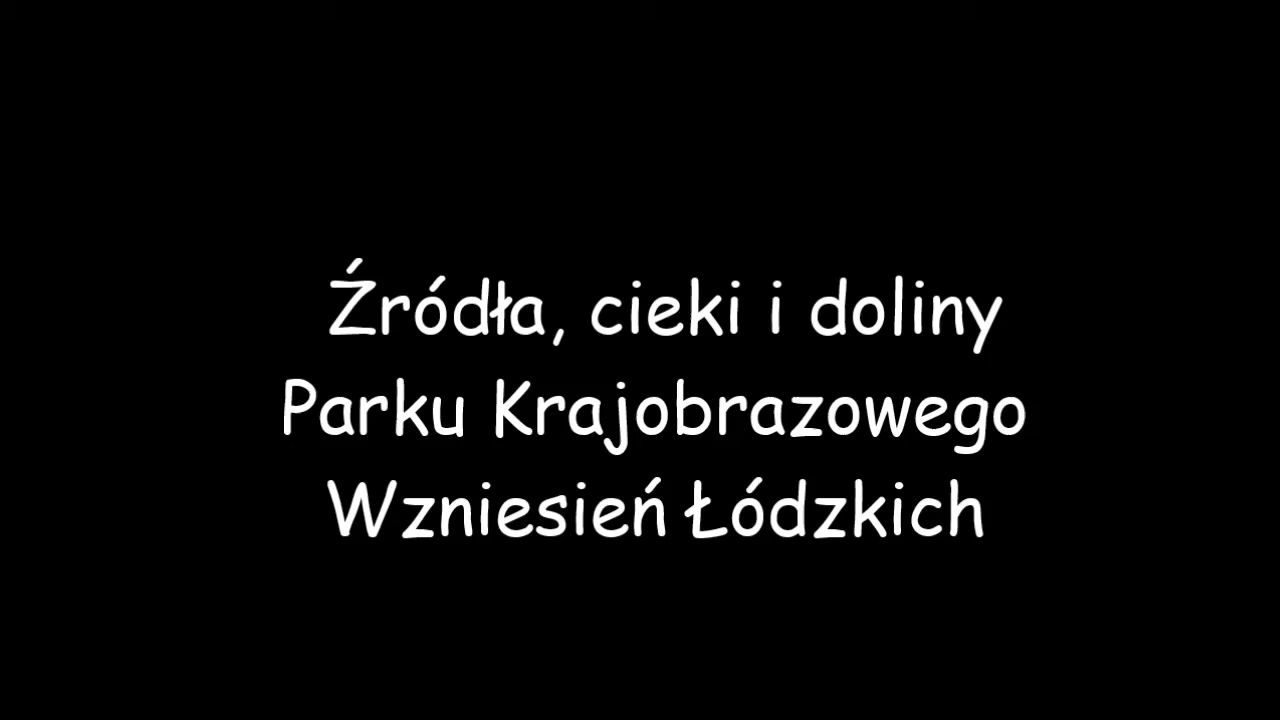 Źródła, cieki i doliny
Parku Krajobrazowego
Wzniesień Łódzkich